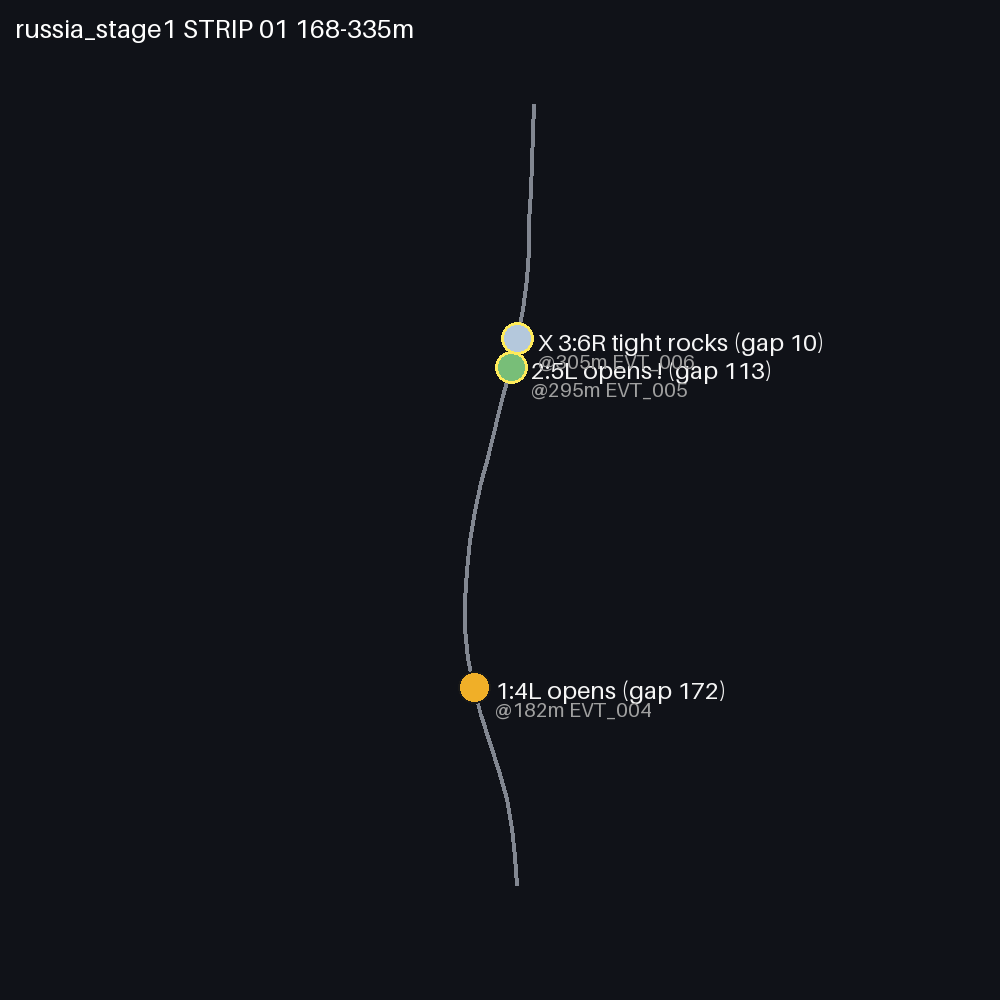 russia_stage1 STRIP 01 168-335m
X 3:6R tight rocks (gap 10)
@305m EVT_006
2:5L opens ! (gap 113)
@295m EVT_005
1:4L opens (gap 172)
@182m EVT_004